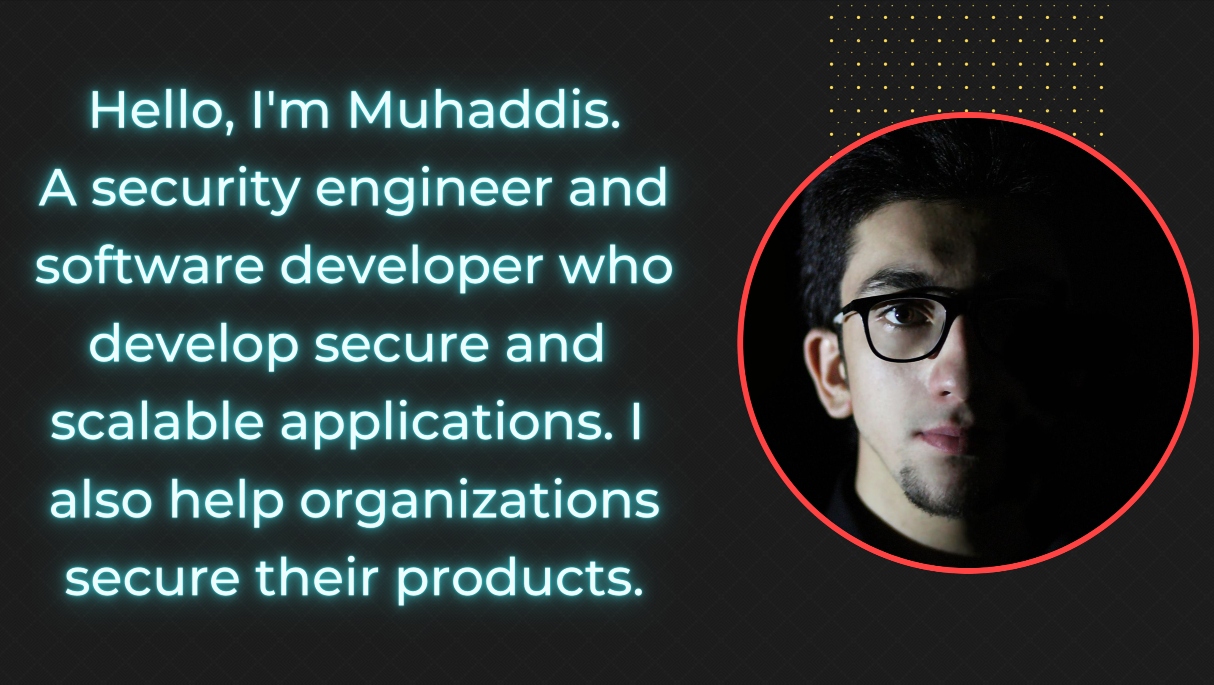 Hello, I'm Muhaddis.
A security engineer and
software developer who
develop secure and
scalable applications. I
also help organizations
secure their products.